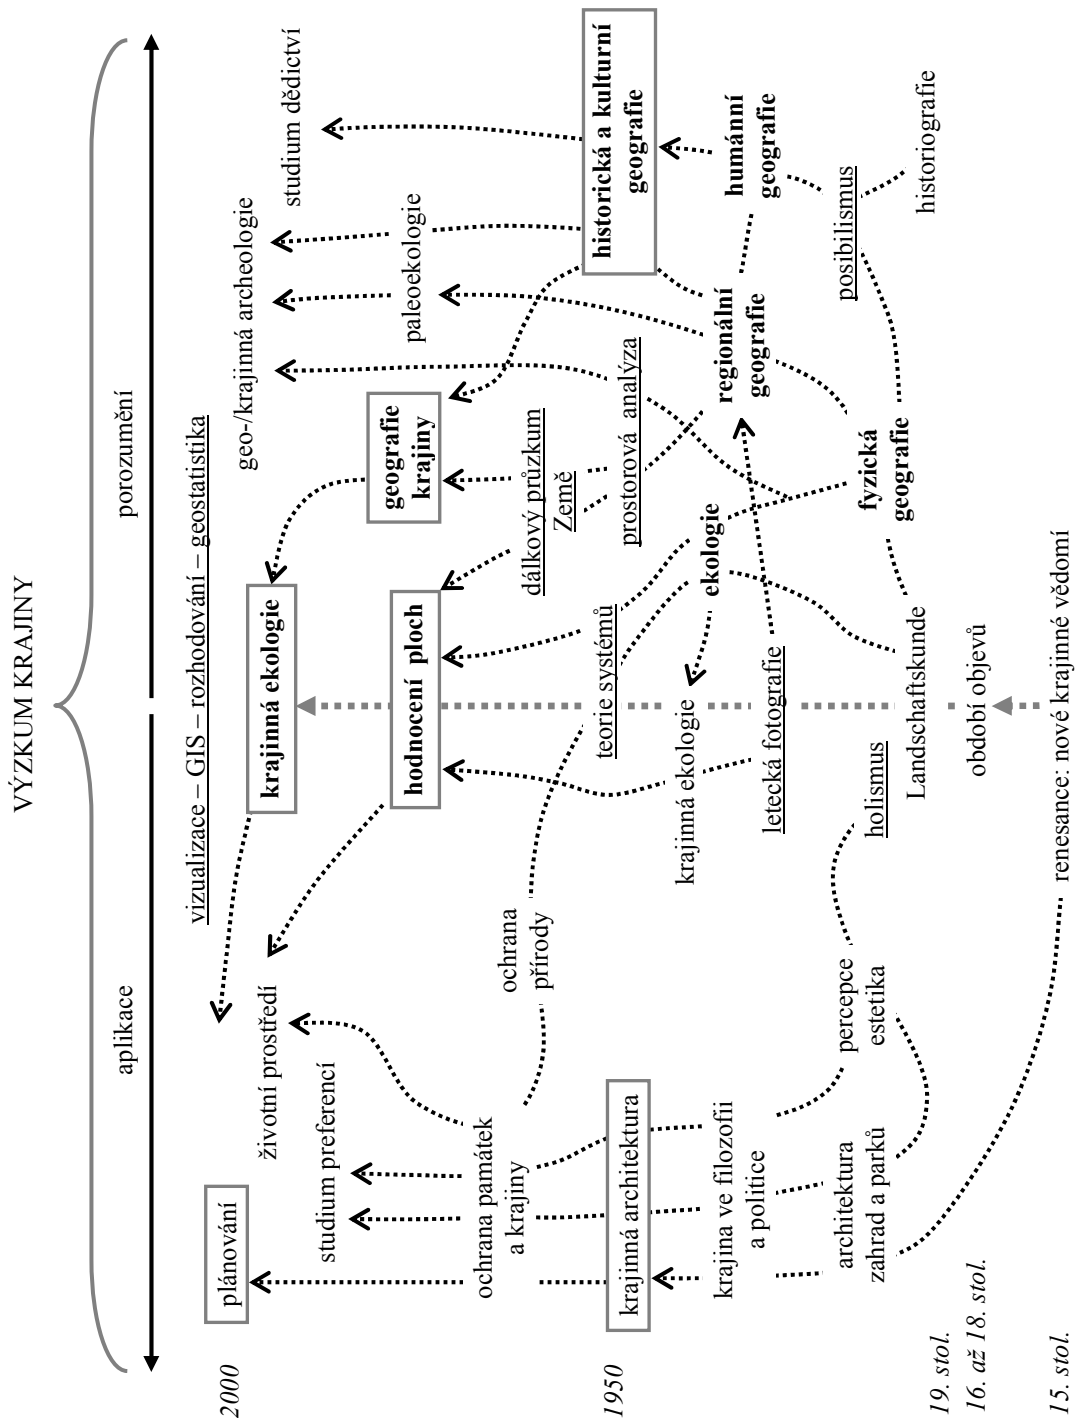 VÝZKUM KRAJINY
aplikace
porozumění
2000
vizualizace – GIS – rozhodování – geostatistika
plánování
životní prostředí
krajinná ekologie
geo-/krajinná archeologie
studium dědictví
studium preferencí
hodnocení ploch
geografie
krajiny
paleoekologie
ochrana památek
a krajiny
ochrana
přírody
dálkový průzkum
Země
1950
krajinná architektura
teorie systémů
prostorová analýza
historická a kulturní
geografie
krajinná ekologie
ekologie
krajina ve filozofii
a politice
letecká fotografie
regionální
geografie
humánní
geografie
architektura
zahrad a parků
percepce
estetika
holismus
fyzická
geografie
posibilismus
19. stol.
Landschaftskunde
historiografie
16. až 18. stol.
období objevů
15. stol.
renesance: nové krajinné vědomí